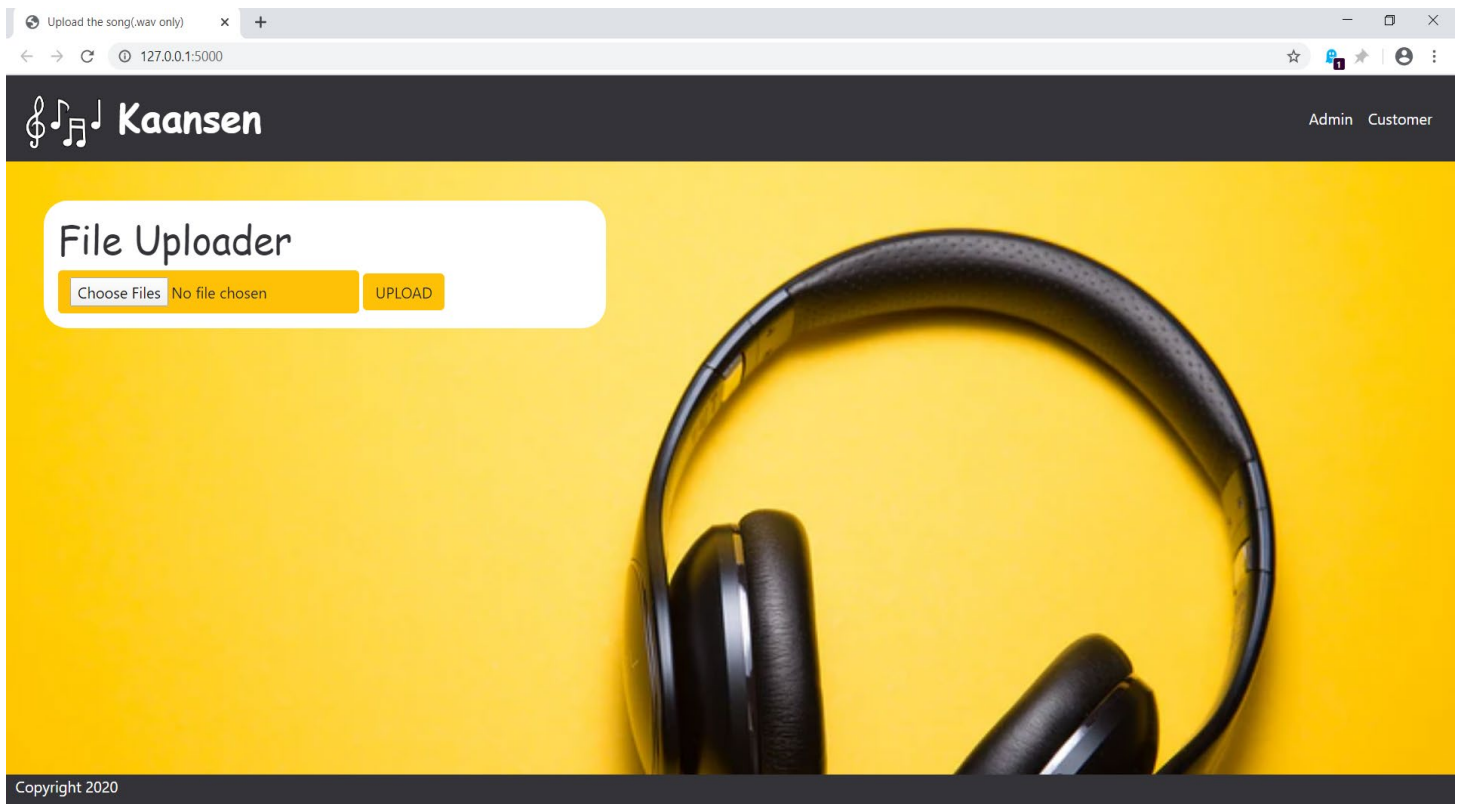 Upload the song(.wav only)
127.0.0.1:5000
1
Kaansen
Admin Customer
File Uploader
Choose Files No file chosen UPLOAD
Copyright 2020